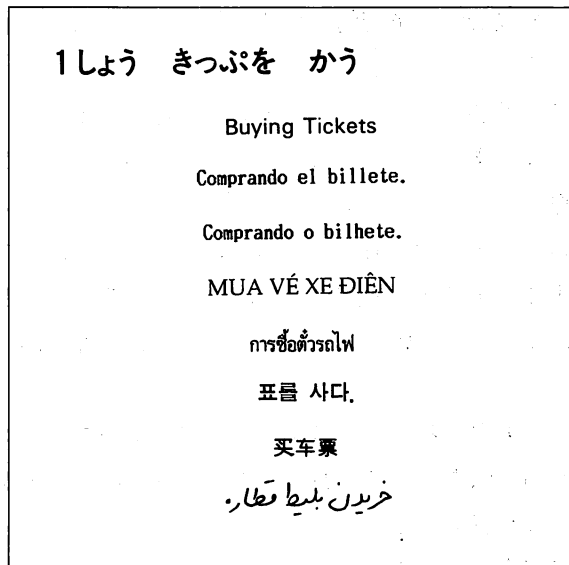 1しょう　きっぷを　かう
Buying Tickets
Comprando el billete.
Comprando o bilhete.
MUA VÉ XE ĐIÊN
การซื้อตั๋วรถไฟ
표를 사다.
买车票
خریدن بلیط قطار.